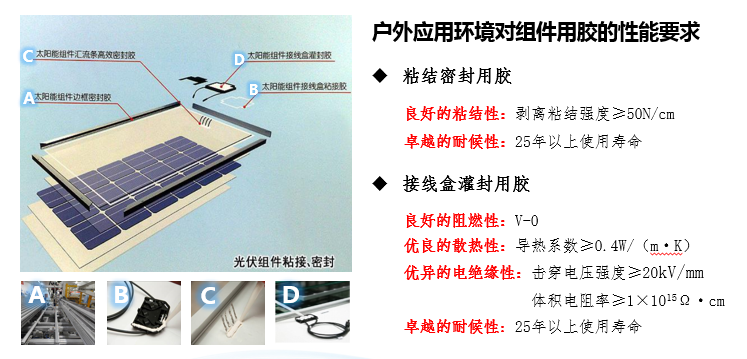 C 太阳能组件汇流条高效密封胶
D 太阳能组件接线盒灌封胶
B 太阳能组件接线盒粘接胶
A 太阳能组件边框密封胶
光伏组件粘接、密封
A B C D
户外应用环境对组件用胶的性能要求
◆ 粘结密封用胶
良好的粘结性：剥离粘结强度≥50N/cm
卓越的耐候性：25年以上使用寿命
◆ 接线盒灌封用胶
良好的阻燃性：V-0
优良的散热性：导热系数≥0.4W/（m·K）
优异的电绝缘性：击穿电压强度≥20kV/mm
体积电阻率≥1×10¹⁵Ω·cm
卓越的耐候性：25年以上使用寿命